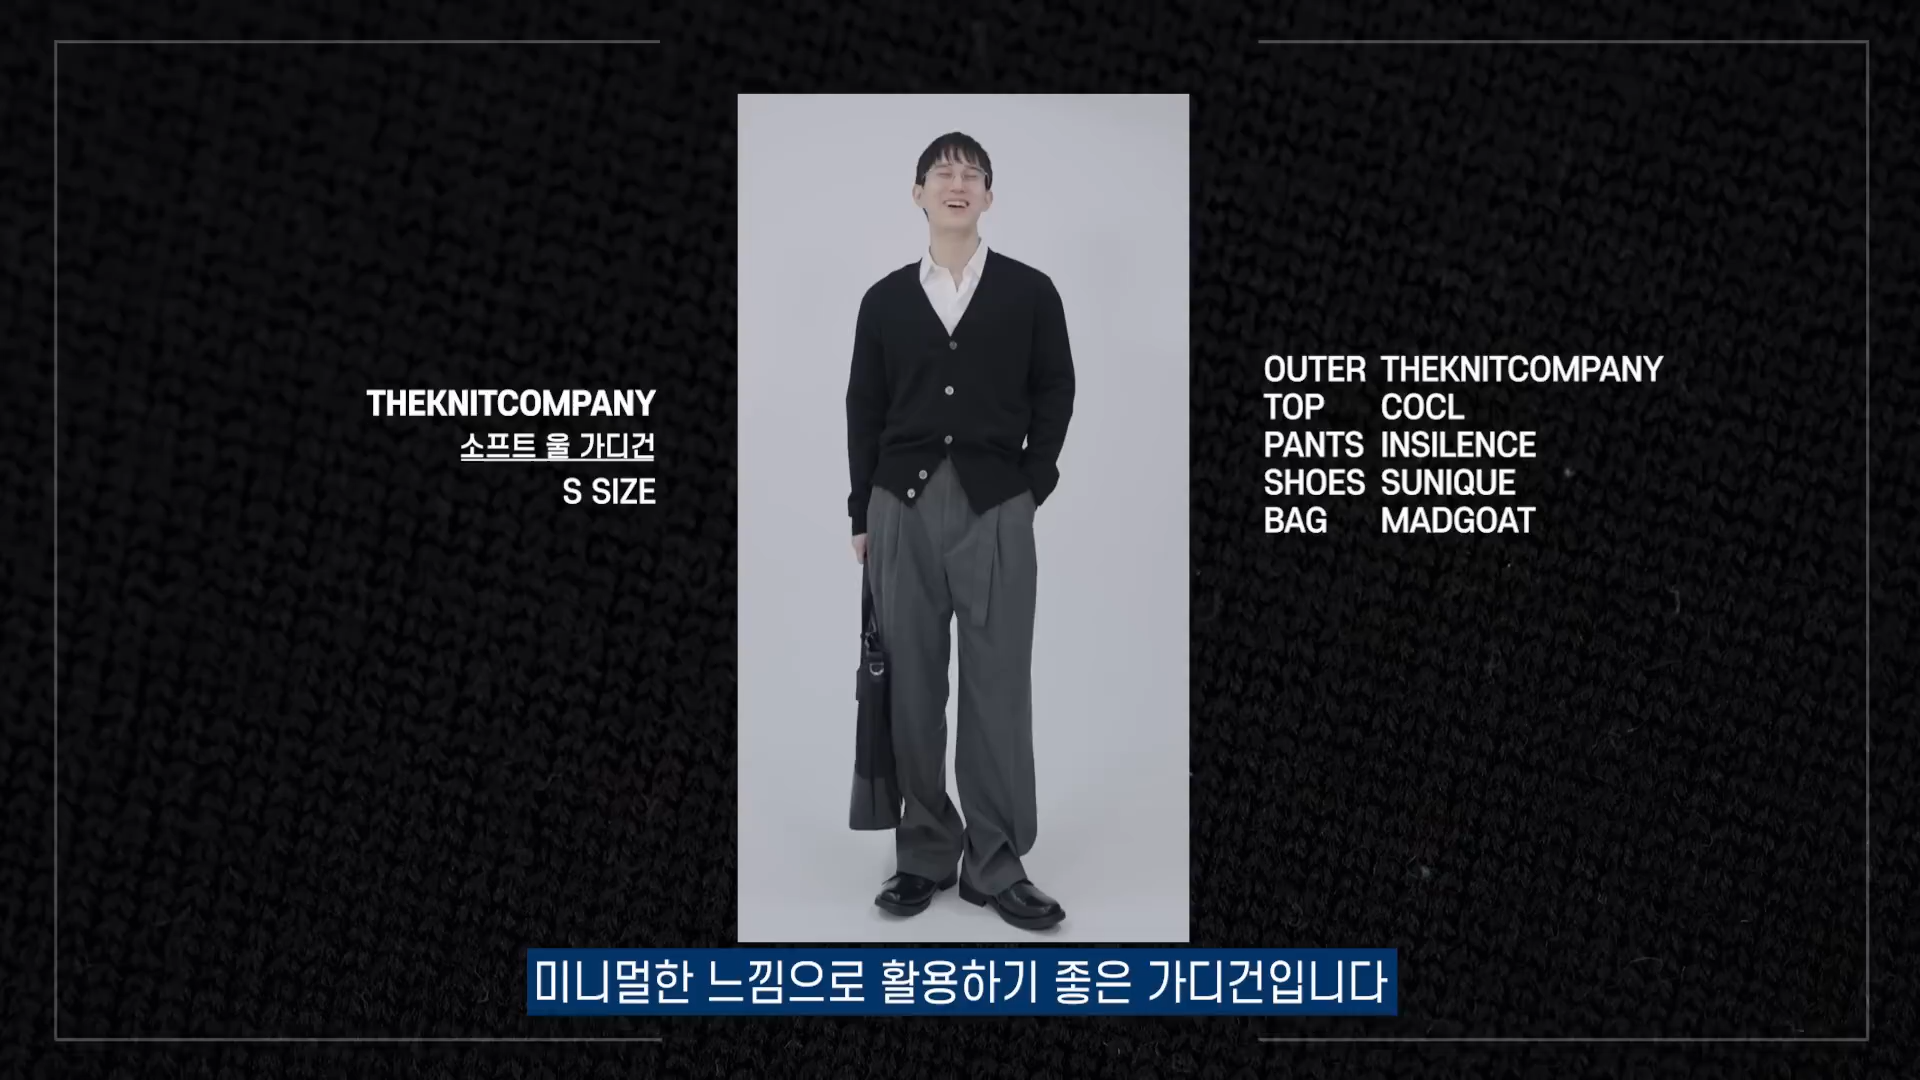 THEKNITCOMPANY
소프트 울 가디건
S SIZE
OUTER THEKNITCOMPANY
TOP COCL
PANTS INSILENCE
SHOES SUNIQUE
BAG MADGOAT
미니멀한 느낌으로 활용하기 좋은 가디건입니다